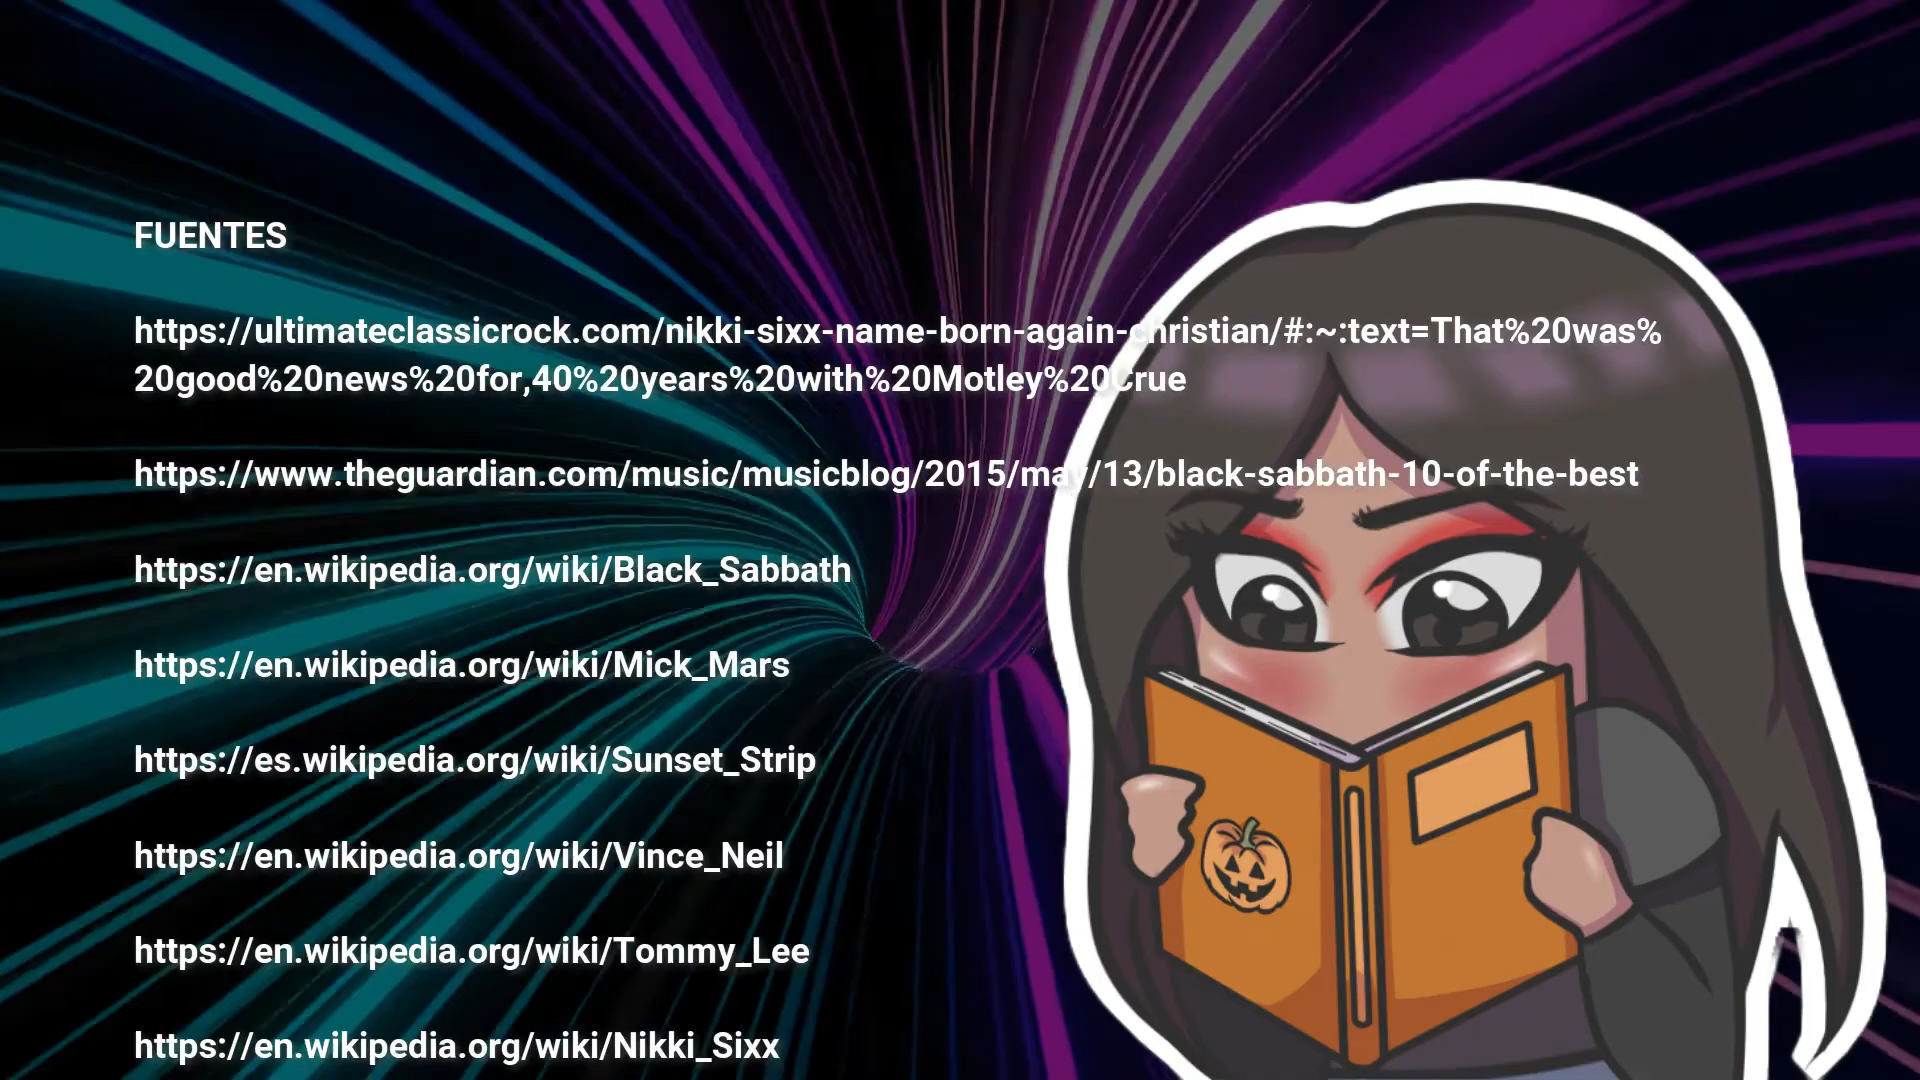 FUENTES
https://ultimateclassicrock.com/nikki-sixx-name-born-again-christian/#:~:text=That%20was%
20good%20news%20for,40%20years%20with%20Motley%20Crue
https://www.theguardian.com/music/musicblog/2015/may/13/black-sabbath-10-of-the-best
https://en.wikipedia.org/wiki/Black_Sabbath
https://en.wikipedia.org/wiki/Mick_Mars
https://es.wikipedia.org/wiki/Sunset_Strip
https://en.wikipedia.org/wiki/Vince_Neil
https://en.wikipedia.org/wiki/Tommy_Lee
https://en.wikipedia.org/wiki/Nikki_Sixx